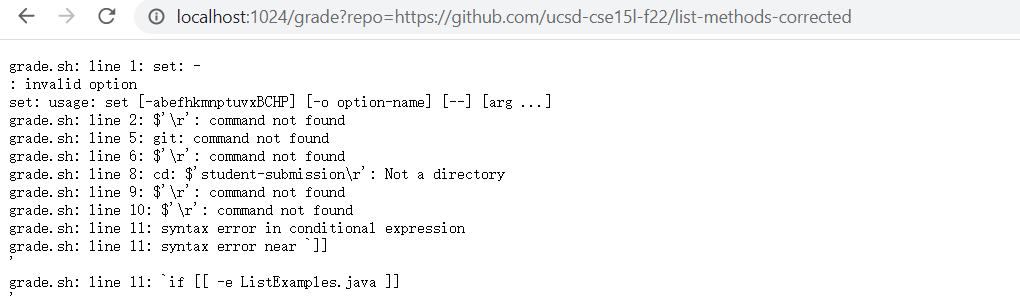 localhost:1024/grade?repo=https://github.com/ucsd-cse15l-f22/list-methods-corrected
grade.sh: line 1: set: -
: invalid option
set: usage: set [-abefhkmnptuvxBCHP] [-o option-name] [--] [arg ...]
grade.sh: line 2: $'\r': command not found
grade.sh: line 5: git: command not found
grade.sh: line 6: $'\r': command not found
grade.sh: line 8: cd: $'student-submission\r': Not a directory
grade.sh: line 9: $'\r': command not found
grade.sh: line 10: $'\r': command not found
grade.sh: line 11: syntax error in conditional expression
grade.sh: line 11: syntax error near `]]
'
grade.sh: line 11: `if [[ -e ListExamples.java ]]
'